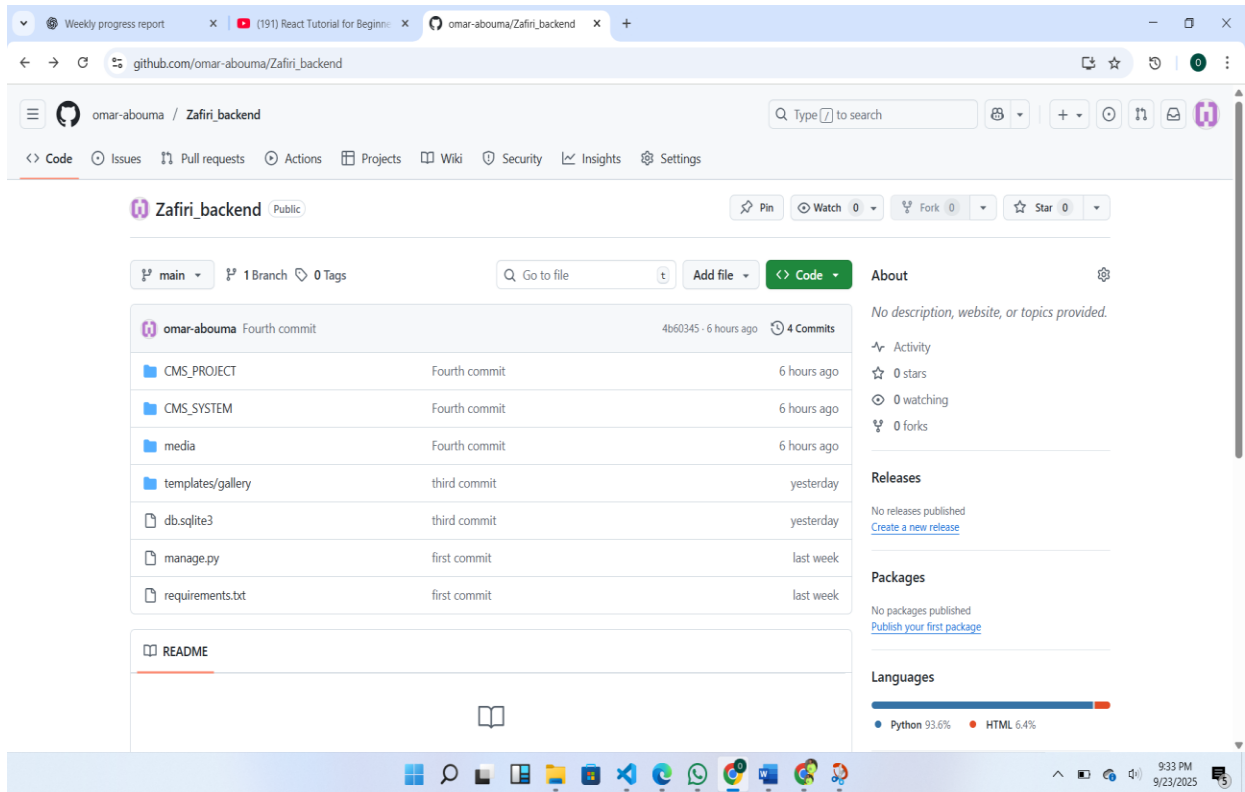 Weekly progress report
(191) React Tutorial for Beginne
omar-abouma/Zafiri_backend
github.com/omar-abouma/Zafiri_backend
O
omar-abouma / Zafiri_backend
Type / to search
Code
Issues
Pull requests
Actions
Projects
Wiki
Security
Insights
Settings
Zafiri_backend Public
Pin
Watch 0
Fork 0
Star 0
main
1 Branch
0 Tags
Go to file t
Add file
<> Code
omar-abouma Fourth commit 4b60345 · 6 hours ago 4 Commits
CMS_PROJECT Fourth commit 6 hours ago
CMS_SYSTEM Fourth commit 6 hours ago
media Fourth commit 6 hours ago
templates/gallery third commit yesterday
db.sqlite3 third commit yesterday
manage.py first commit last week
requirements.txt first commit last week
README
About
No description, website, or topics provided.
Activity
0 stars
0 watching
0 forks
Releases
No releases published
Create a new release
Packages
No packages published
Publish your first package
Languages
Python 93.6% HTML 6.4%
9:33 PM
9/23/2025
5